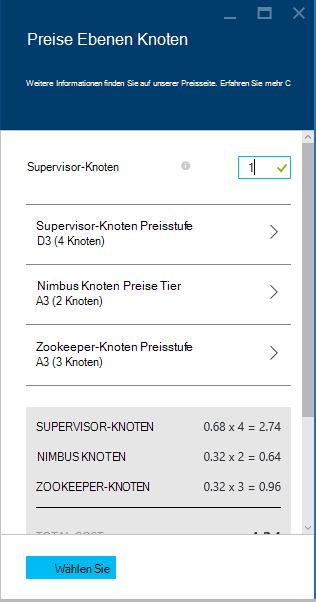 Preise Ebenen Knoten
Weitere Informationen finden Sie auf unserer Preisseite. Erfahren Sie mehr C
Supervisor-Knoten 1
Supervisor-Knoten Preisstufe
D3 (4 Knoten)
Nimbus Knoten Preise Tier
A3 (2 Knoten)
Zookeeper-Knoten Preisstufe
A3 (3 Knoten)
SUPERVISOR-KNOTEN 0.68 x 4 = 2.74
NIMBUS KNOTEN 0.32 x 2 = 0.64
ZOOKEEPER-KNOTEN 0.32 x 3 = 0.96
TOTAL COST
Wählen Sie